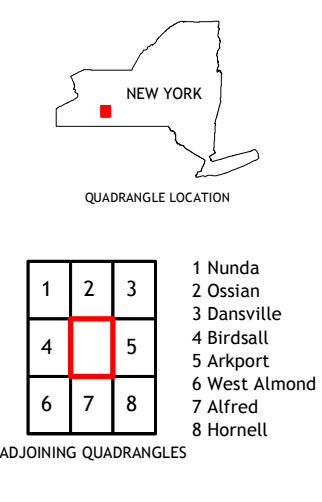 NEW YORK
QUADRANGLE LOCATION
1 2 3
4 5
6 7 8
1 Nunda
2 Ossian
3 Dansville
4 Birdsall
5 Arkport
6 West Almond
7 Alfred
8 Hornell
ADJOINING QUADRANGLES